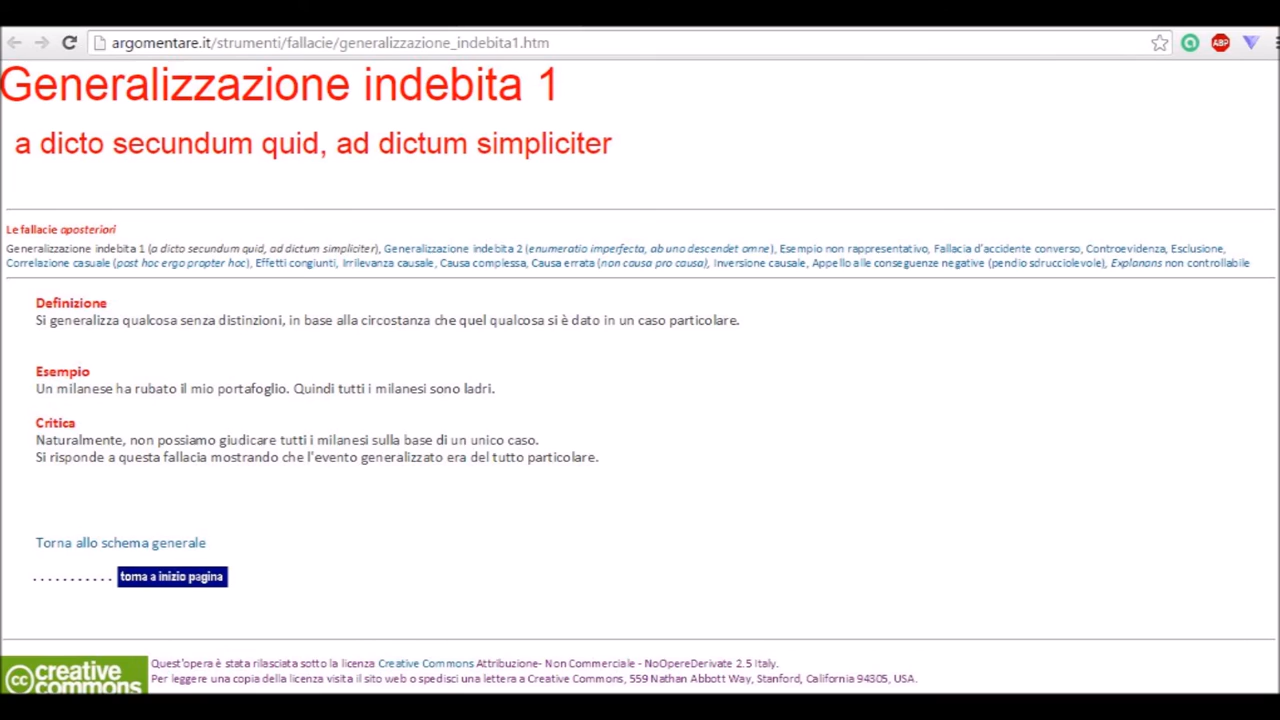 argomentare.it/strumenti/fallacie/generalizzazione_indebita1.htm
ABP
Generalizzazione indebita 1
a dicto secundum quid, ad dictum simpliciter
Le fallacie aposteriori
Generalizzazione indebita 1 (a dicto secundum quid, ad dictum simpliciter), Generalizzazione indebita 2 (enumeratio imperfecta, ab uno descendet omne), Esempio non rappresentativo, Fallacia d'accidente converso, Controevidenza, Esclusione,
Correlazione casuale (post hoc ergo propter hoc), Effetti congiunti, Irrilevanza causale, Causa complessa, Causa errata (non causa pro causa), Inversione causale, Appello alle conseguenze negative (pendio sdrucciolevole), Explanans non controllabile
Definizione
Si generalizza qualcosa senza distinzioni, in base alla circostanza che quel qualcosa si è dato in un caso particolare.
Esempio
Un milanese ha rubato il mio portafoglio. Quindi tutti i milanesi sono ladri.
Critica
Naturalmente, non possiamo giudicare tutti i milanesi sulla base di un unico caso.
Si risponde a questa fallacia mostrando che l'evento generalizzato era del tutto particolare.
Torna allo schema generale
. . . . . . . . . . . torna a inizio pagina
cc creative commons
Quest'opera è stata rilasciata sotto la licenza Creative Commons Attribuzione- Non Commerciale - NoOpereDerivate 2.5 Italy.
Per leggere una copia della licenza visita il sito web o spedisci una lettera a Creative Commons, 559 Nathan Abbott Way, Stanford, California 94305, USA.